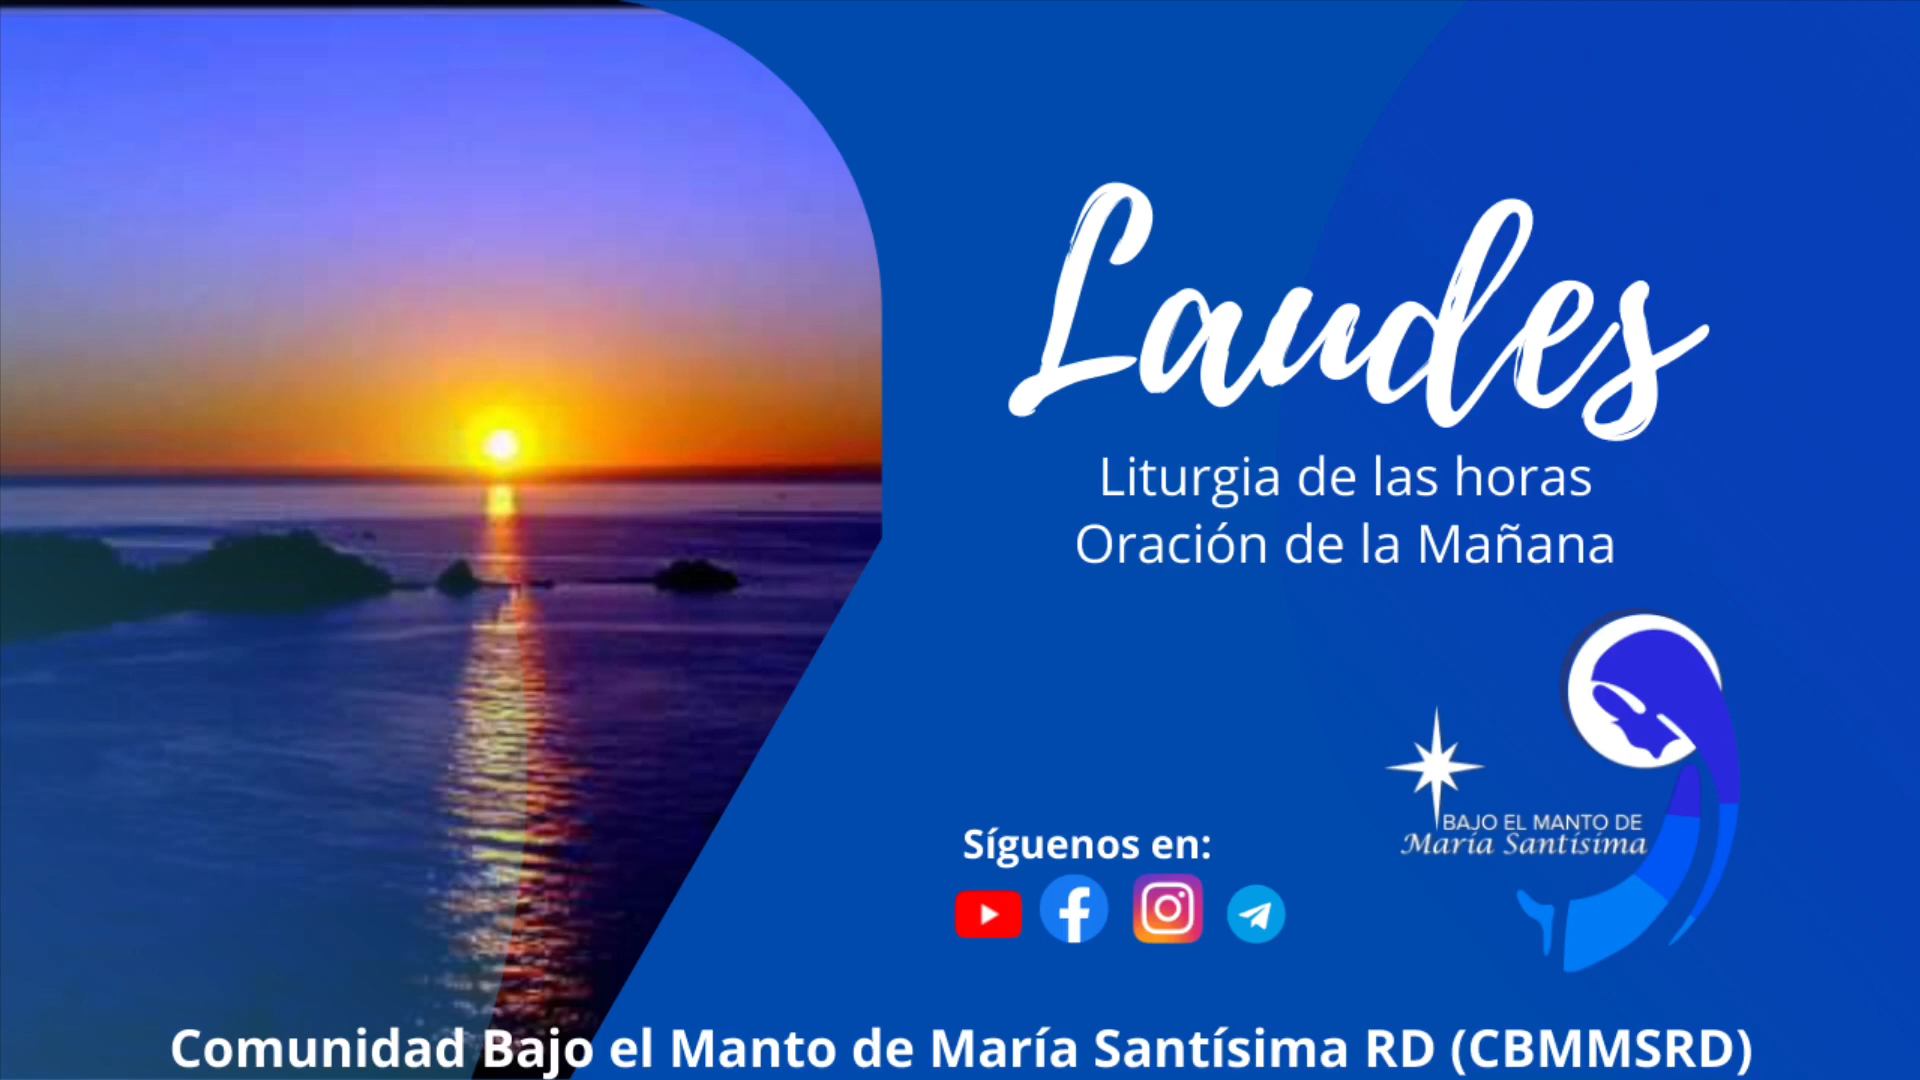 Laudes
Liturgia de las horas
Oración de la Mañana
BAJO EL MANTO DE
María Santísima
Síguenos en:
Comunidad Bajo el Manto de María Santísima RD (CBMMSRD)